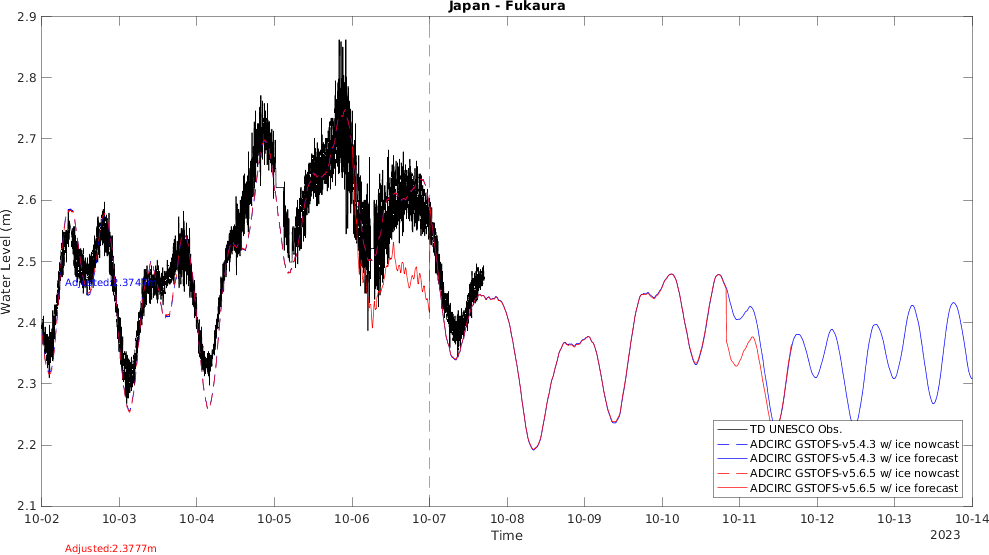 Japan - Fukaura
2.9
2.8
2.7
2.6
2.5
2.4
2.3
2.2
2.1
Water Level (m)
TD UNESCO Obs.
ADCIRC GSTOFS-v5.4.3 w/ ice nowcast
ADCIRC GSTOFS-v5.4.3 w/ ice forecast
ADCIRC GSTOFS-v5.6.5 w/ ice nowcast
ADCIRC GSTOFS-v5.6.5 w/ ice forecast
10-02 10-03 10-04 10-05 10-06 10-07 10-08 10-09 10-10 10-11 10-12 10-13 10-14
Time
2023
Adjusted:2.3777m